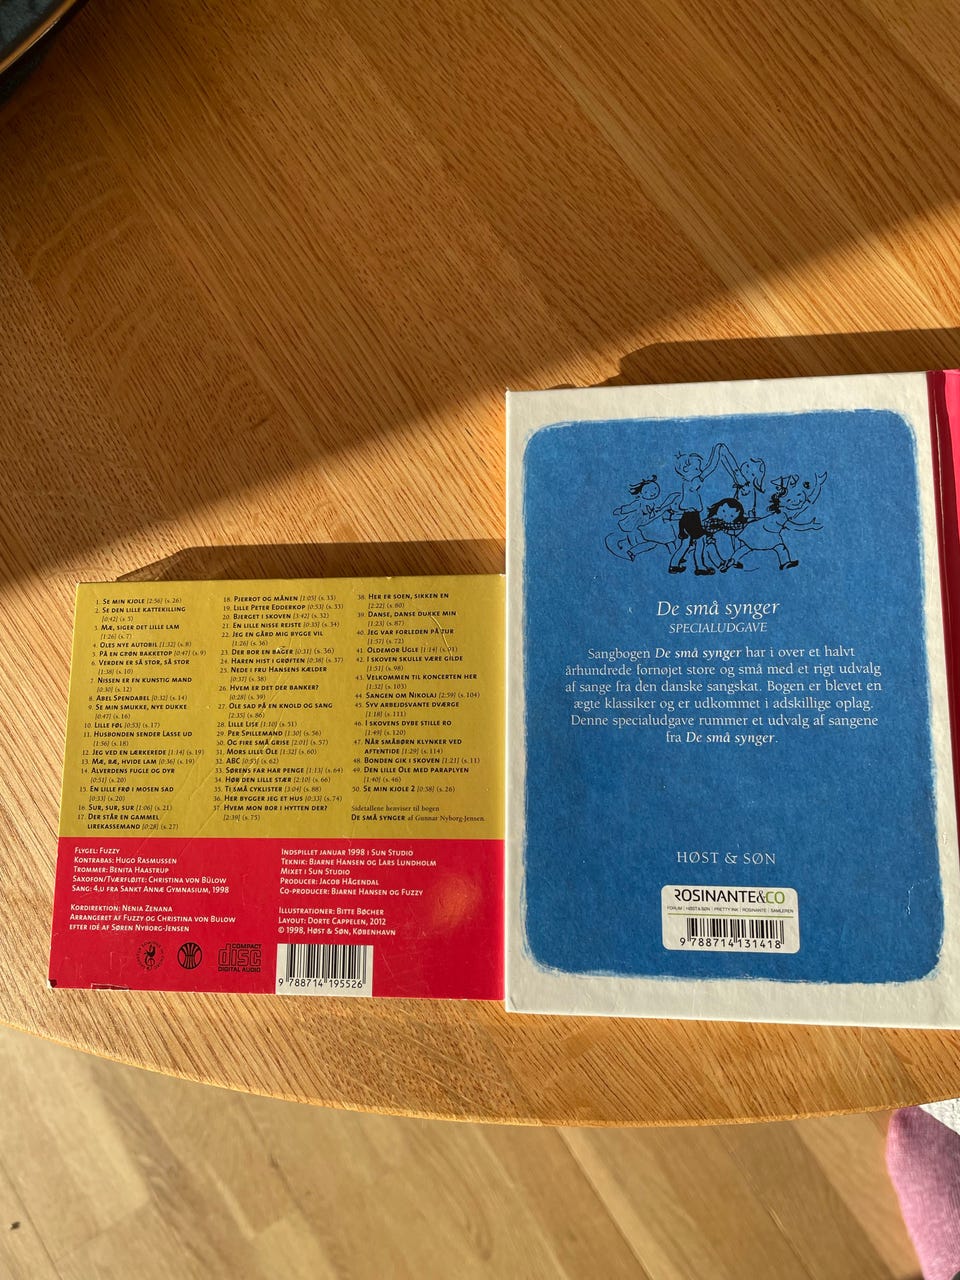 1. Se min kjole [2:56] (s. 26)
2. Se den lille kattekilling
[0:42] (s. 5)
3. Mæ, siger det lille lam
[1:26] (s. 7)
4. Oles nye autobil [1:32] (s. 8)
5. På en grøn bakketop [0:47] (s. 9)
6. Verden er så stor, så stor
[1:38] (s. 10)
7. Nissen er en kunstig mand
[0:30] (s. 12)
8. Abel Spendabel [0:32] (s. 14)
9. Se min smukke, nye dukke
[0:47] (s. 16)
10. Lille føl [0:53] (s. 17)
11. Husbonden sender Lasse ud
[1:56] (s. 18)
12. Jeg ved en lærkerede [1:14] (s. 19)
13. Mæ, bæ, hvide lam [0:36] (s. 19)
14. Alverdens fugle og dyr
[0:51] (s. 20)
15. En lille frø i mosen sad
[0:33] (s. 20)
16. Sur, sur, sur [1:06] (s. 21)
17. Der står en gammel
lirekassemand [0:28] (s. 27)
18. Pjerrot og månen [1:05] (s. 33)
19. Lille Peter Edderkop [0:53] (s. 33)
20. Bjerget i skoven [3:42] (s. 32)
21. En lille nisse rejste [0:33] (s. 34)
22. Jeg en gård mig bygge vil
[1:26] (s. 36)
23. Der bor en bager [0:31] (s. 36)
24. Haren hist i grøften [0:38] (s. 37)
25. Nede i fru Hansens kælder
[0:37] (s. 38)
26. Hvem er det der banker?
[0:28] (s. 39)
27. Ole sad på en knold og sang
[2:35] (s. 86)
28. Lille Lise [1:10] (s. 51)
29. Per Spillemand [1:30] (s. 56)
30. Og fire små grise [2:01] (s. 57)
31. Mors lille Ole [1:32] (s. 60)
32. ABC [0:53] (s. 62)
33. Sørens far har penge [1:13] (s. 64)
34. Hør den lille stær [2:10] (s. 66)
35. Ti små cyklister [3:04] (s. 88)
36. Her bygger jeg et hus [0:33] (s. 74)
37. Hvem mon bor i hytten der?
[2:39] (s. 75)
38. Her er soen, sikken en
[2:22] (s. 80)
39. Danse, danse dukke min
[1:23] (s. 87)
40. Jeg var forleden på tur
[1:57] (s. 72)
41. Oldemor Ugle [1:14] (s. 91)
42. I skoven skulle være gilde
[1:51] (s. 98)
43. Velkommen til koncerten her
[1:32] (s. 103)
44. Sangen om Nikolaj [2:59] (s. 104)
45. Syv arbejdsvante dværge
[1:18] (s. 111)
46. I skovens dybe stille ro
[1:49] (s. 120)
47. Når småbørn klynker ved
aftentide [1:29] (s. 114)
48. Bonden gik i skoven [1:21] (s. 11)
49. Den lille Ole med paraplyen
[1:40] (s. 46)
50. Se min kjole 2 [0:58] (s. 26)
Sidetallene henviser til bogen
De små synger af Gunnar Nyborg-Jensen.
Flygel: Fuzzy
Kontrabas: Hugo Rasmussen
Trommer: Benita Haastrup
Saxofon/Tværfløjte: Christina von Bülow
Sang: 4.u fra Sankt Annæ Gymnasium, 1998
Kordirektion: Nenia Zenana
Arrangeret af Fuzzy og Christina von Bülow
efter idé af Søren Nyborg-Jensen
Indspillet januar 1998 i Sun Studio
Teknik: Bjarne Hansen og Lars Lundholm
Mixet i Sun Studio
Producer: Jacob Hågendal
Co-producer: Bjarne Hansen og Fuzzy
Illustrationer: Bitte Bøcher
Layout: Dorte Cappelen, 2012
© 1998, Høst & Søn, København
COMPACT
disc
DIGITAL AUDIO
9 788714 195526
De små synger
SPECIALUDGAVE
Sangbogen De små synger har i over et halvt
århundrede fornøjet store og små med et rigt udvalg
af sange fra den danske sangskat. Bogen er blevet en
ægte klassiker og er udkommet i adskillige oplag.
Denne specialudgave rummer et udvalg af sangene
fra De små synger.
HØST & SØN
ROSINANTE&CO
FORUM | HØST&SØN | PRETTY INK | ROSINANTE | SAMLEREN
9 788714 131418